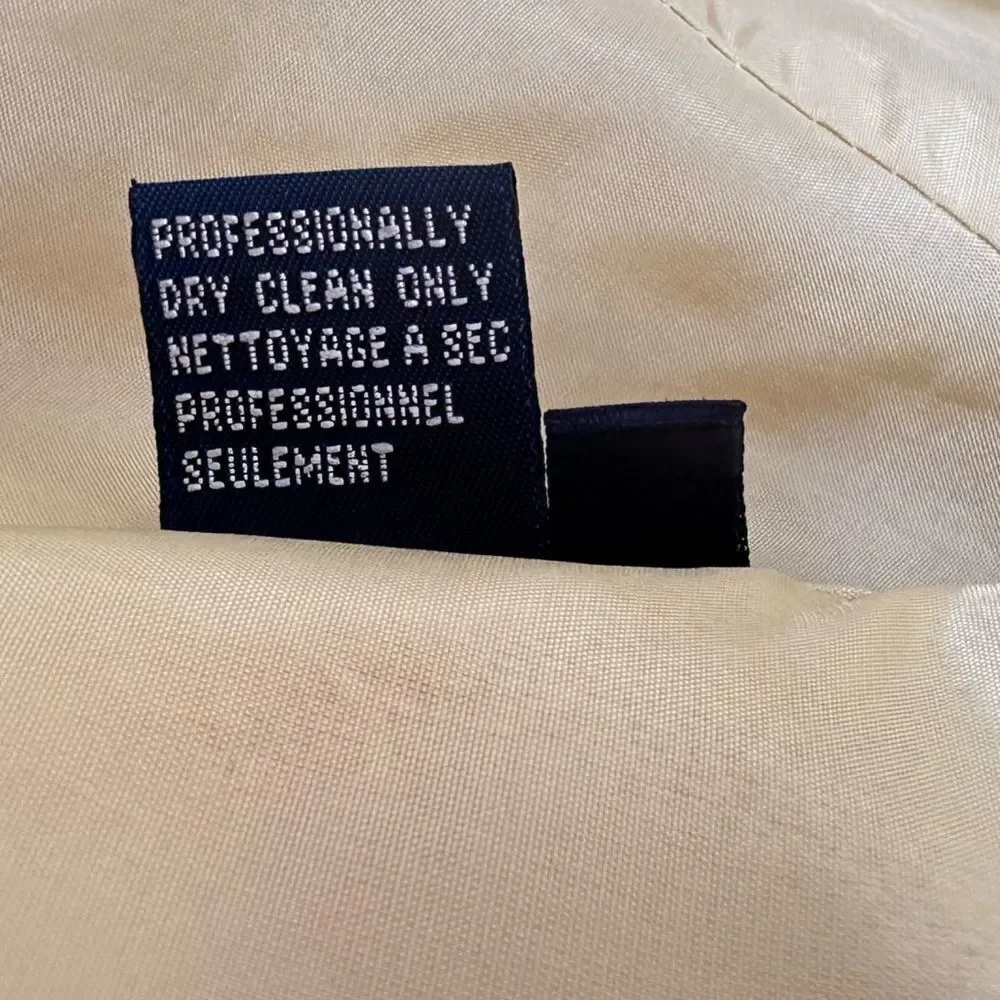 PROFESSIONALLY
DRY CLEAN ONLY
NETTOYAGE A SEC
PROFESSIONNEL
SEULEMENT